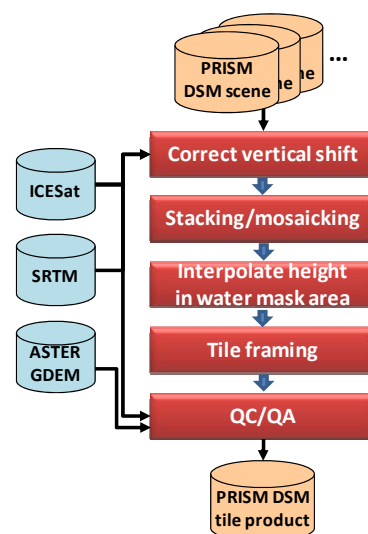 PRISM
DSM scene
ne
e
...
Correct vertical shift
ICESat
Stacking/mosaicking
SRTM
Interpolate height
in water mask area
ASTER
GDEM
Tile framing
QC/QA
PRISM DSM
tile product